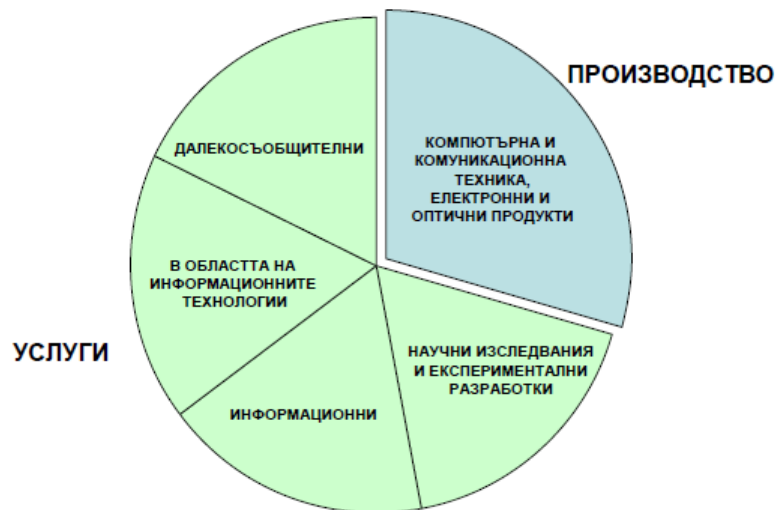 ПРОИЗВОДСТВО
КОМПЮТЪРНА И
КОМУНИКАЦИОННА
ТЕХНИКА,
ЕЛЕКТРОННИ И
ОПТИЧНИ ПРОДУКТИ
ДАЛЕКОСЪОБЩИТЕЛНИ
В ОБЛАСТТА НА
ИНФОРМАЦИОННИТЕ
ТЕХНОЛОГИИ
УСЛУГИ
НАУЧНИ ИЗСЛЕДВАНИЯ
И ЕКСПЕРИМЕНТАЛНИ
РАЗРАБОТКИ
ИНФОРМАЦИОННИ